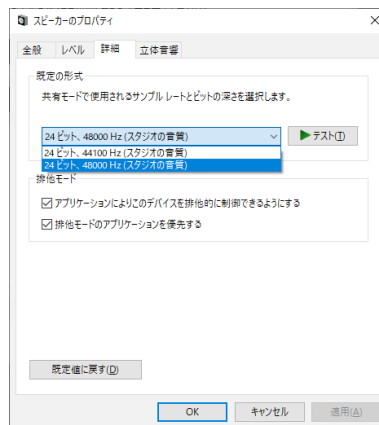 スピーカーのプロパティ
全般 レベル 詳細 立体音響
既定の形式
共有モードで使用されるサンプル レートとビットの深さを選択します。
24 ビット、48000 Hz (スタジオの音質)
テスト(T)
24 ビット、44100 Hz (スタジオの音質)
24 ビット、48000 Hz (スタジオの音質)
排他モード
アプリケーションによりこのデバイスを排他的に制御できるようにする
排他モードのアプリケーションを優先する
既定値に戻す(D)
OK キャンセル 適用(A)